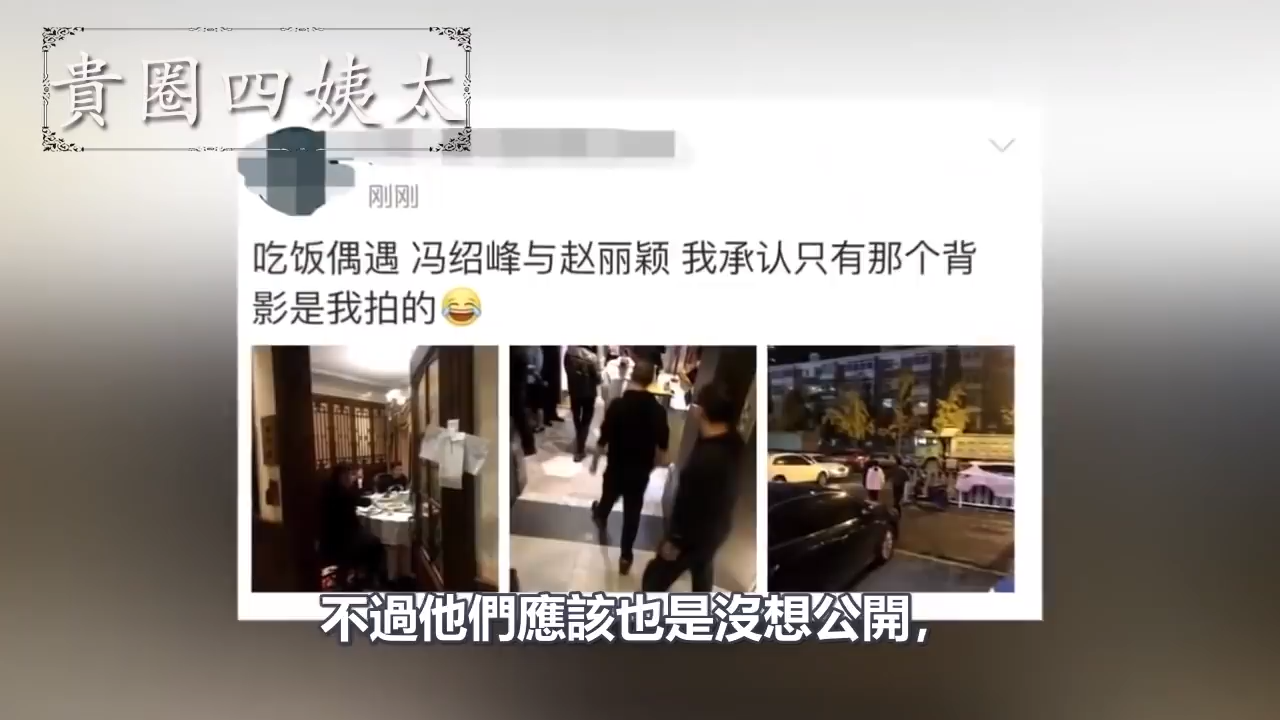 貴圈四姨太
刚刚
吃饭偶遇 冯绍峰与赵丽颖 我承认只有那个背
影是我拍的😂
不過他們應該也是沒想公開，